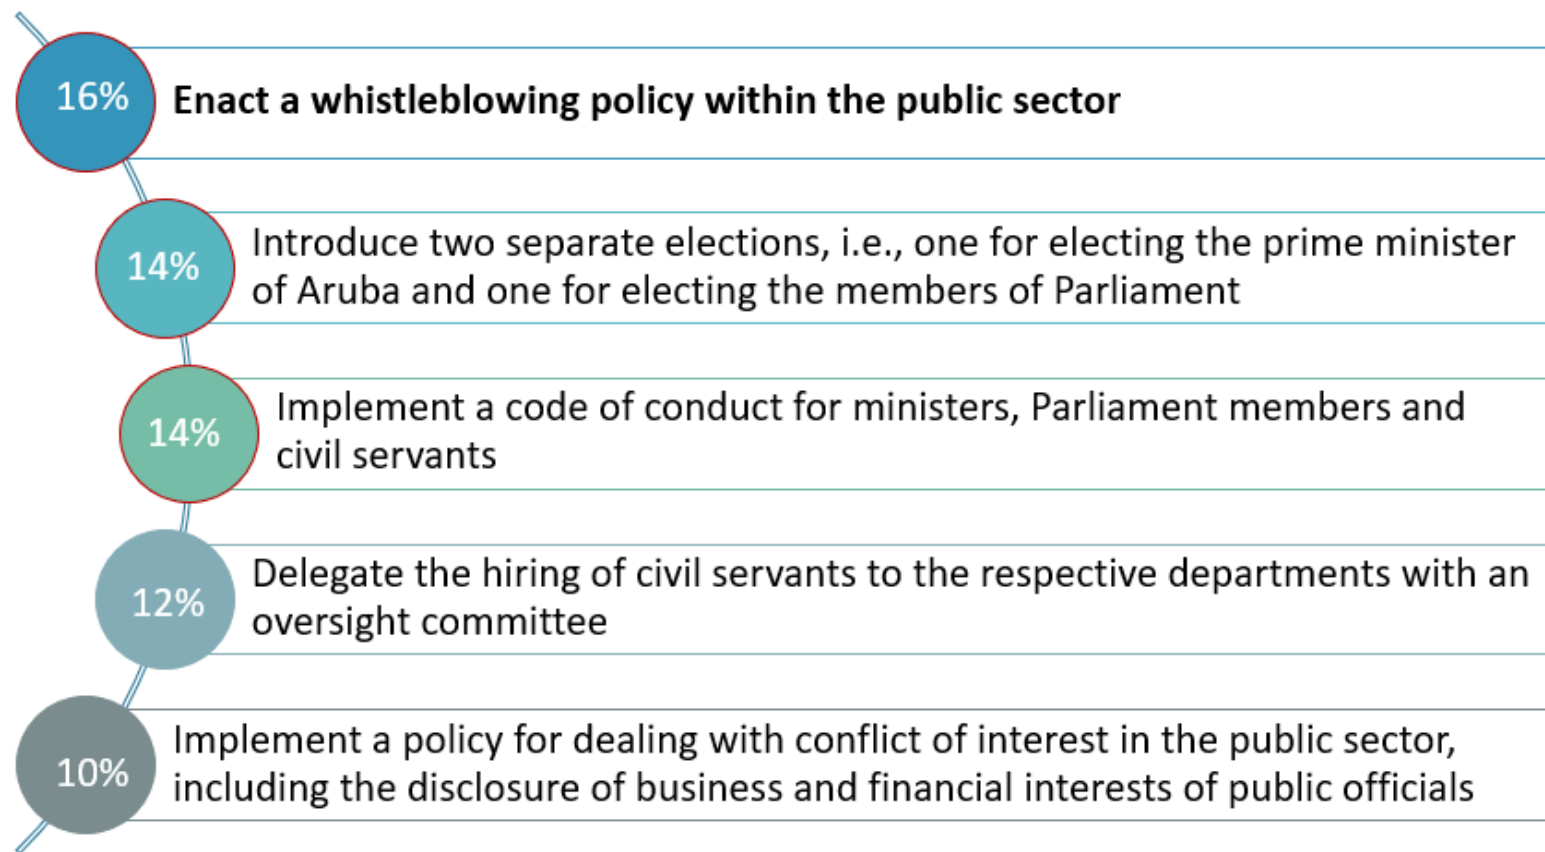 16%
Enact a whistleblowing policy within the public sector
14%
Introduce two separate elections, i.e., one for electing the prime minister
of Aruba and one for electing the members of Parliament
14%
Implement a code of conduct for ministers, Parliament members and
civil servants
12%
Delegate the hiring of civil servants to the respective departments with an
oversight committee
10%
Implement a policy for dealing with conflict of interest in the public sector,
including the disclosure of business and financial interests of public officials